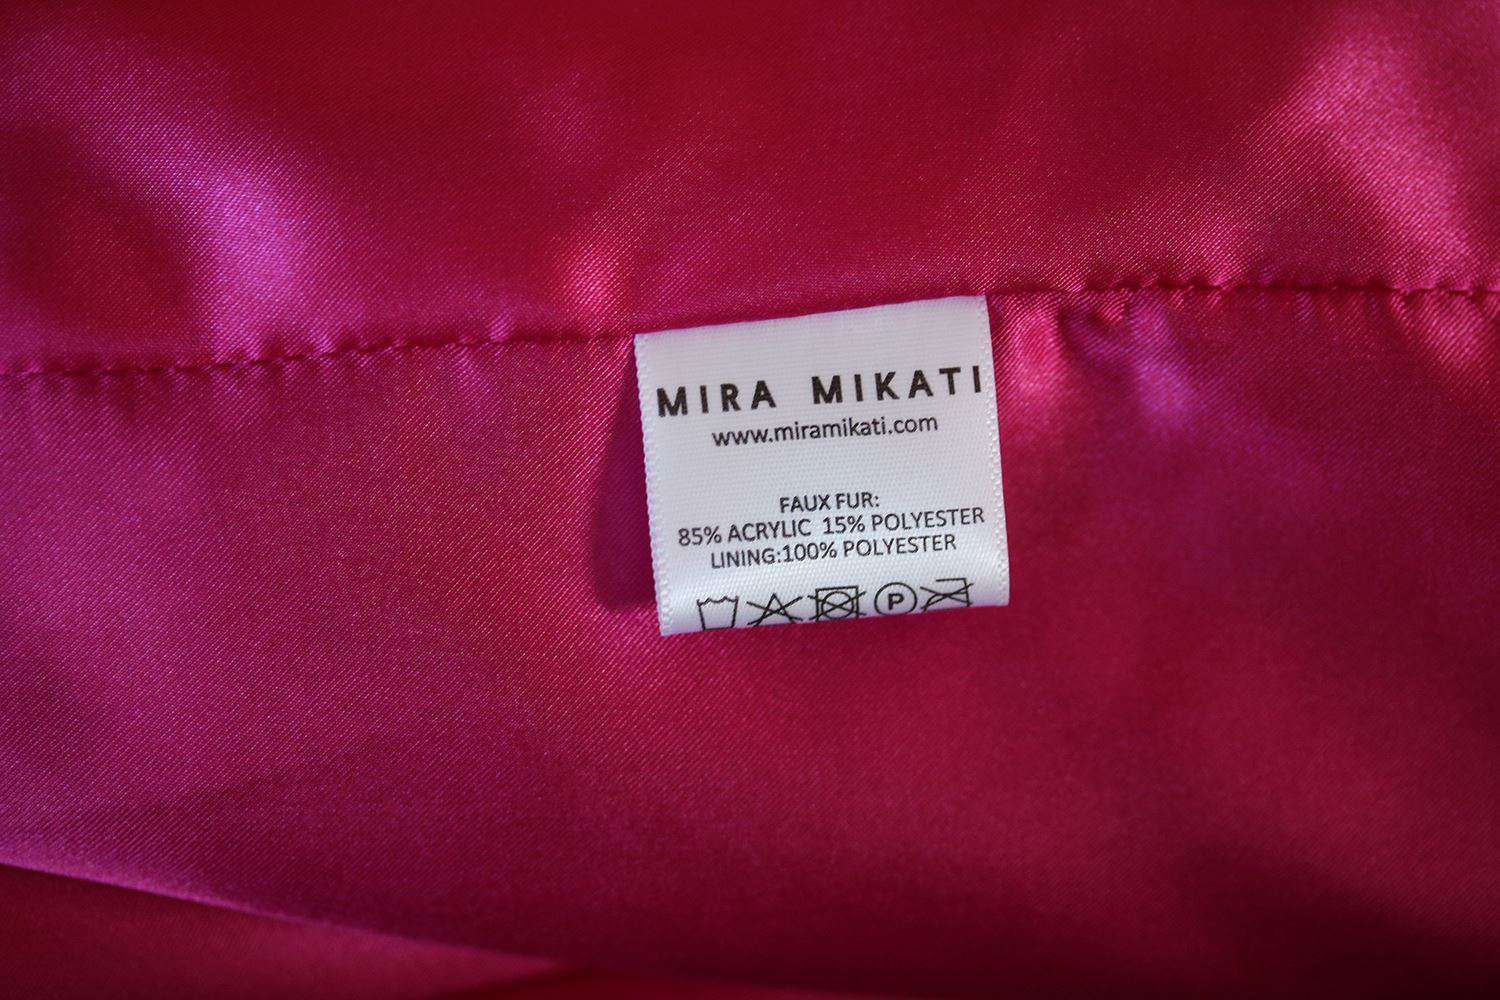 MIRA MIKATI
www.miramikati.com
FAUX FUR:
85% ACRYLIC 15% POLYESTER
LINING:100% POLYESTER
P